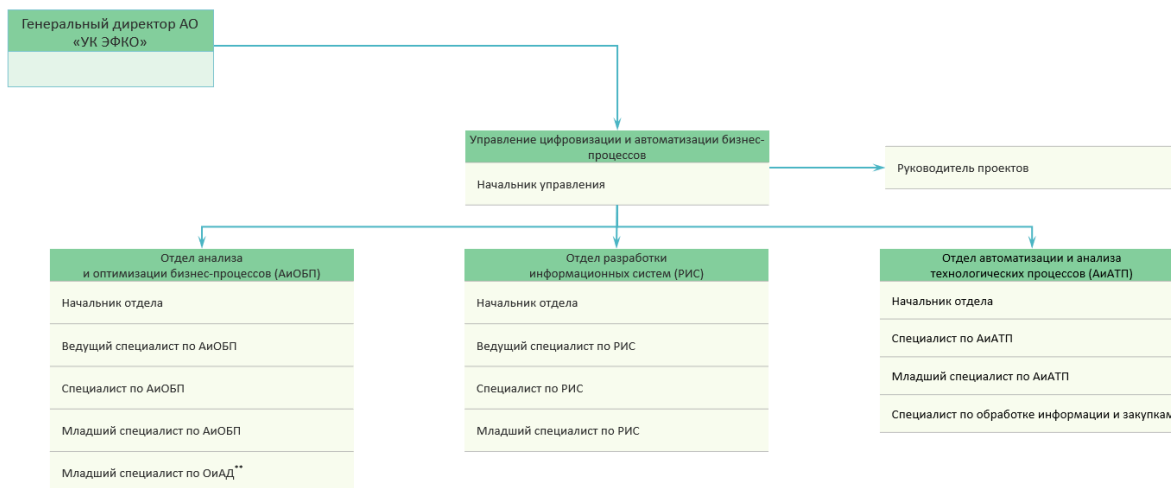 Генеральный директор АО
«УК ЭФКО»
Управление цифровизации и автоматизации бизнес-
процессов
Начальник управления
Руководитель проектов
Отдел анализа
и оптимизации бизнес-процессов (АиОБП)
Начальник отдела
Ведущий специалист по АиОБП
Специалист по АиОБП
Младший специалист по АиОБП
Младший специалист по ОиАД**
Отдел разработки
информационных систем (РИС)
Начальник отдела
Ведущий специалист по РИС
Специалист по РИС
Младший специалист по РИС
Отдел автоматизации и анализа
технологических процессов (АиАТП)
Начальник отдела
Специалист по АиАТП
Младший специалист по АиАТП
Специалист по обработке информации и закупкам